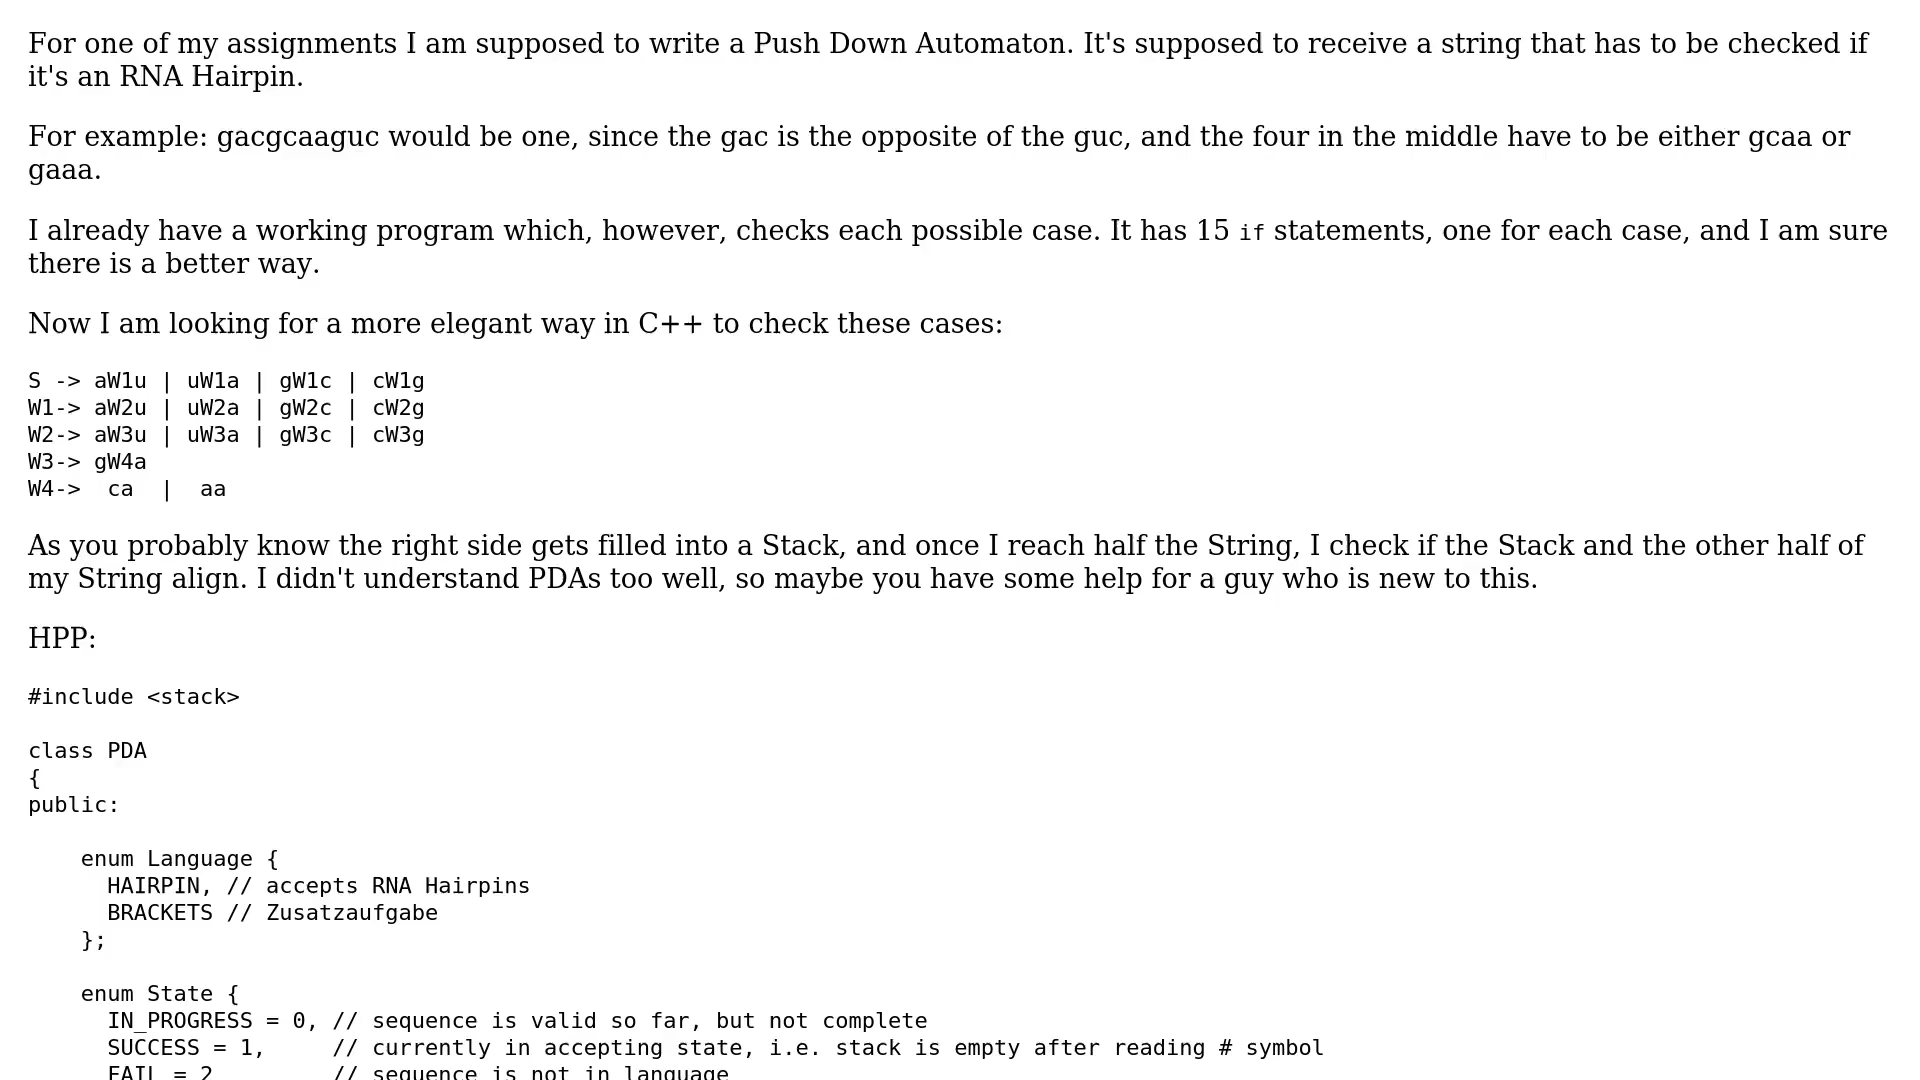 For one of my assignments I am supposed to write a Push Down Automaton. It's supposed to receive a string that has to be checked if
it's an RNA Hairpin.
For example: gacgcaaguc would be one, since the gac is the opposite of the guc, and the four in the middle have to be either gcaa or
gaaa.
I already have a working program which, however, checks each possible case. It has 15 if statements, one for each case, and I am sure
there is a better way.
Now I am looking for a more elegant way in C++ to check these cases:
S -> aW1u | uW1a | gW1c | cW1g
W1-> aW2u | uW2a | gW2c | cW2g
W2-> aW3u | uW3a | gW3c | cW3g
W3-> gW4a
W4->  ca  |  aa
As you probably know the right side gets filled into a Stack, and once I reach half the String, I check if the Stack and the other half of
my String align. I didn't understand PDAs too well, so maybe you have some help for a guy who is new to this.
HPP:
#include <stack>
class PDA
{
public:
    enum Language {
      HAIRPIN, // accepts RNA Hairpins
      BRACKETS // Zusatzaufgabe
    };
    enum State {
      IN_PROGRESS = 0, // sequence is valid so far, but not complete
      SUCCESS = 1,     // currently in accepting state, i.e. stack is empty after reading # symbol
      FAIL = 2         // sequence is not in language